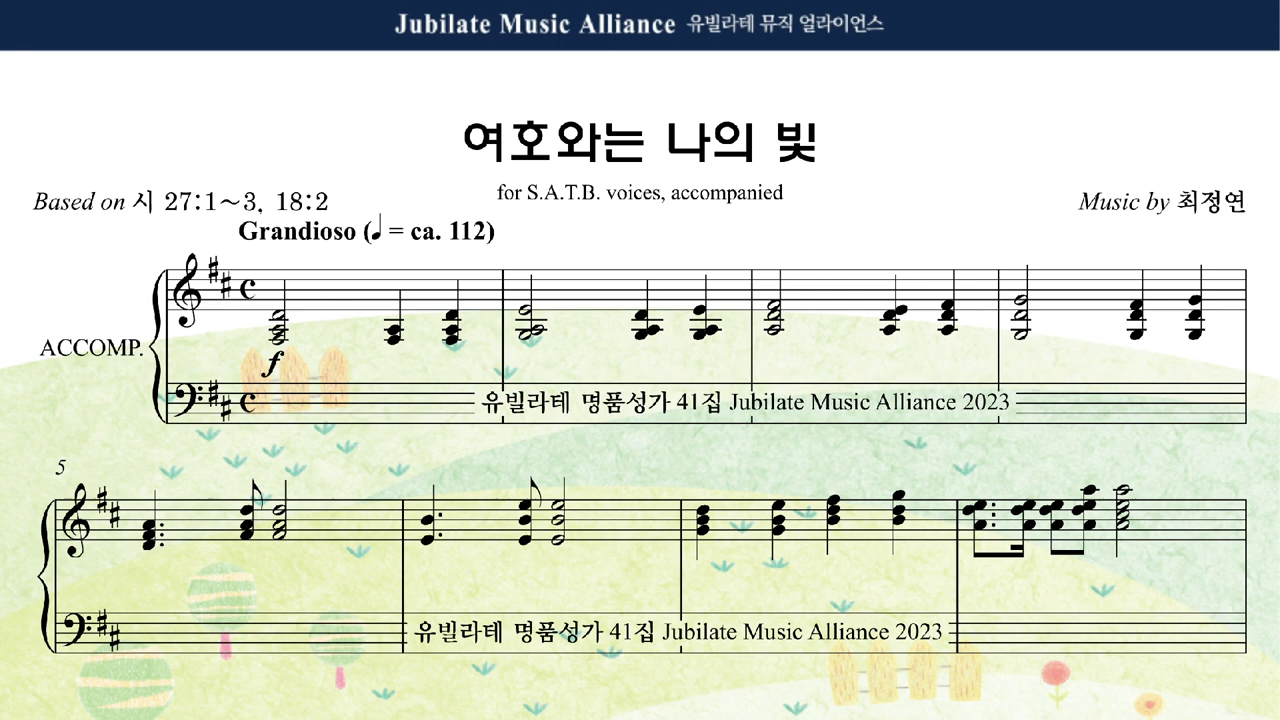 Jubilate Music Alliance 유빌라테 뮤직 얼라이언스
여호와는 나의 빛
for S.A.T.B. voices, accompanied
Based on 시 27:1~3, 18:2
Music by 최정연
Grandioso (♩ = ca. 112)
ACCOMP.
f
유빌라테 명품성가 41집 Jubilate Music Alliance 2023
5
유빌라테 명품성가 41집 Jubilate Music Alliance 2023